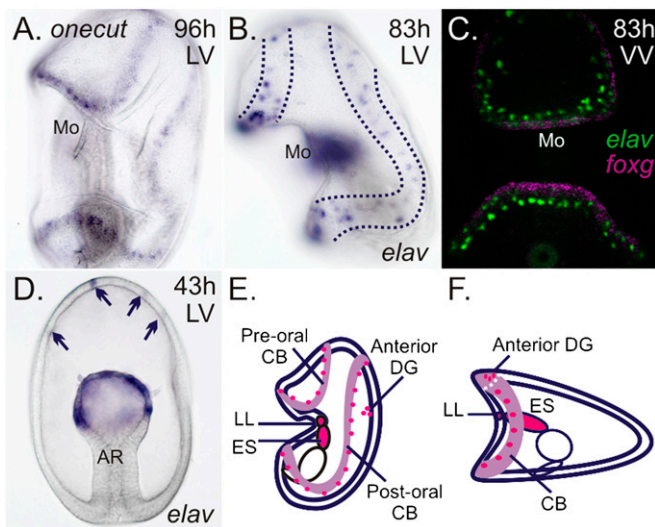 A. onecut 96h
LV
Mo
B. 83h
LV
Mo
elav
C. 83h
VV
Mo
elav
foxg
D. 43h
LV
AR
elav
E.
Pre-oral
CB
Anterior
DG
LL
ES
Post-oral
CB
F.
Anterior DG
LL
ES
CB